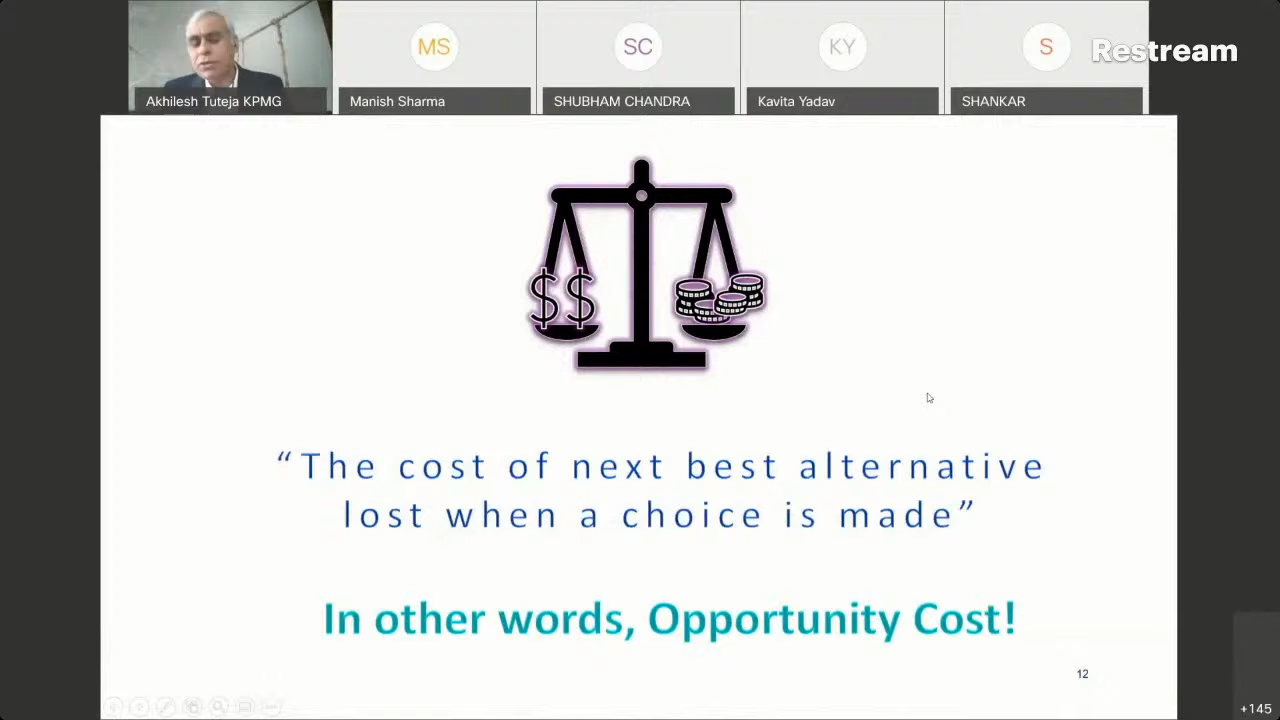 MS
SC
KY
S
Restream
Akhilesh Tuteja KPMG
Manish Sharma
SHUBHAM CHANDRA
Kavita Yadav
SHANKAR
$$
“The cost of next best alternative
lost when a choice is made”
In other words, Opportunity Cost!
12
+145